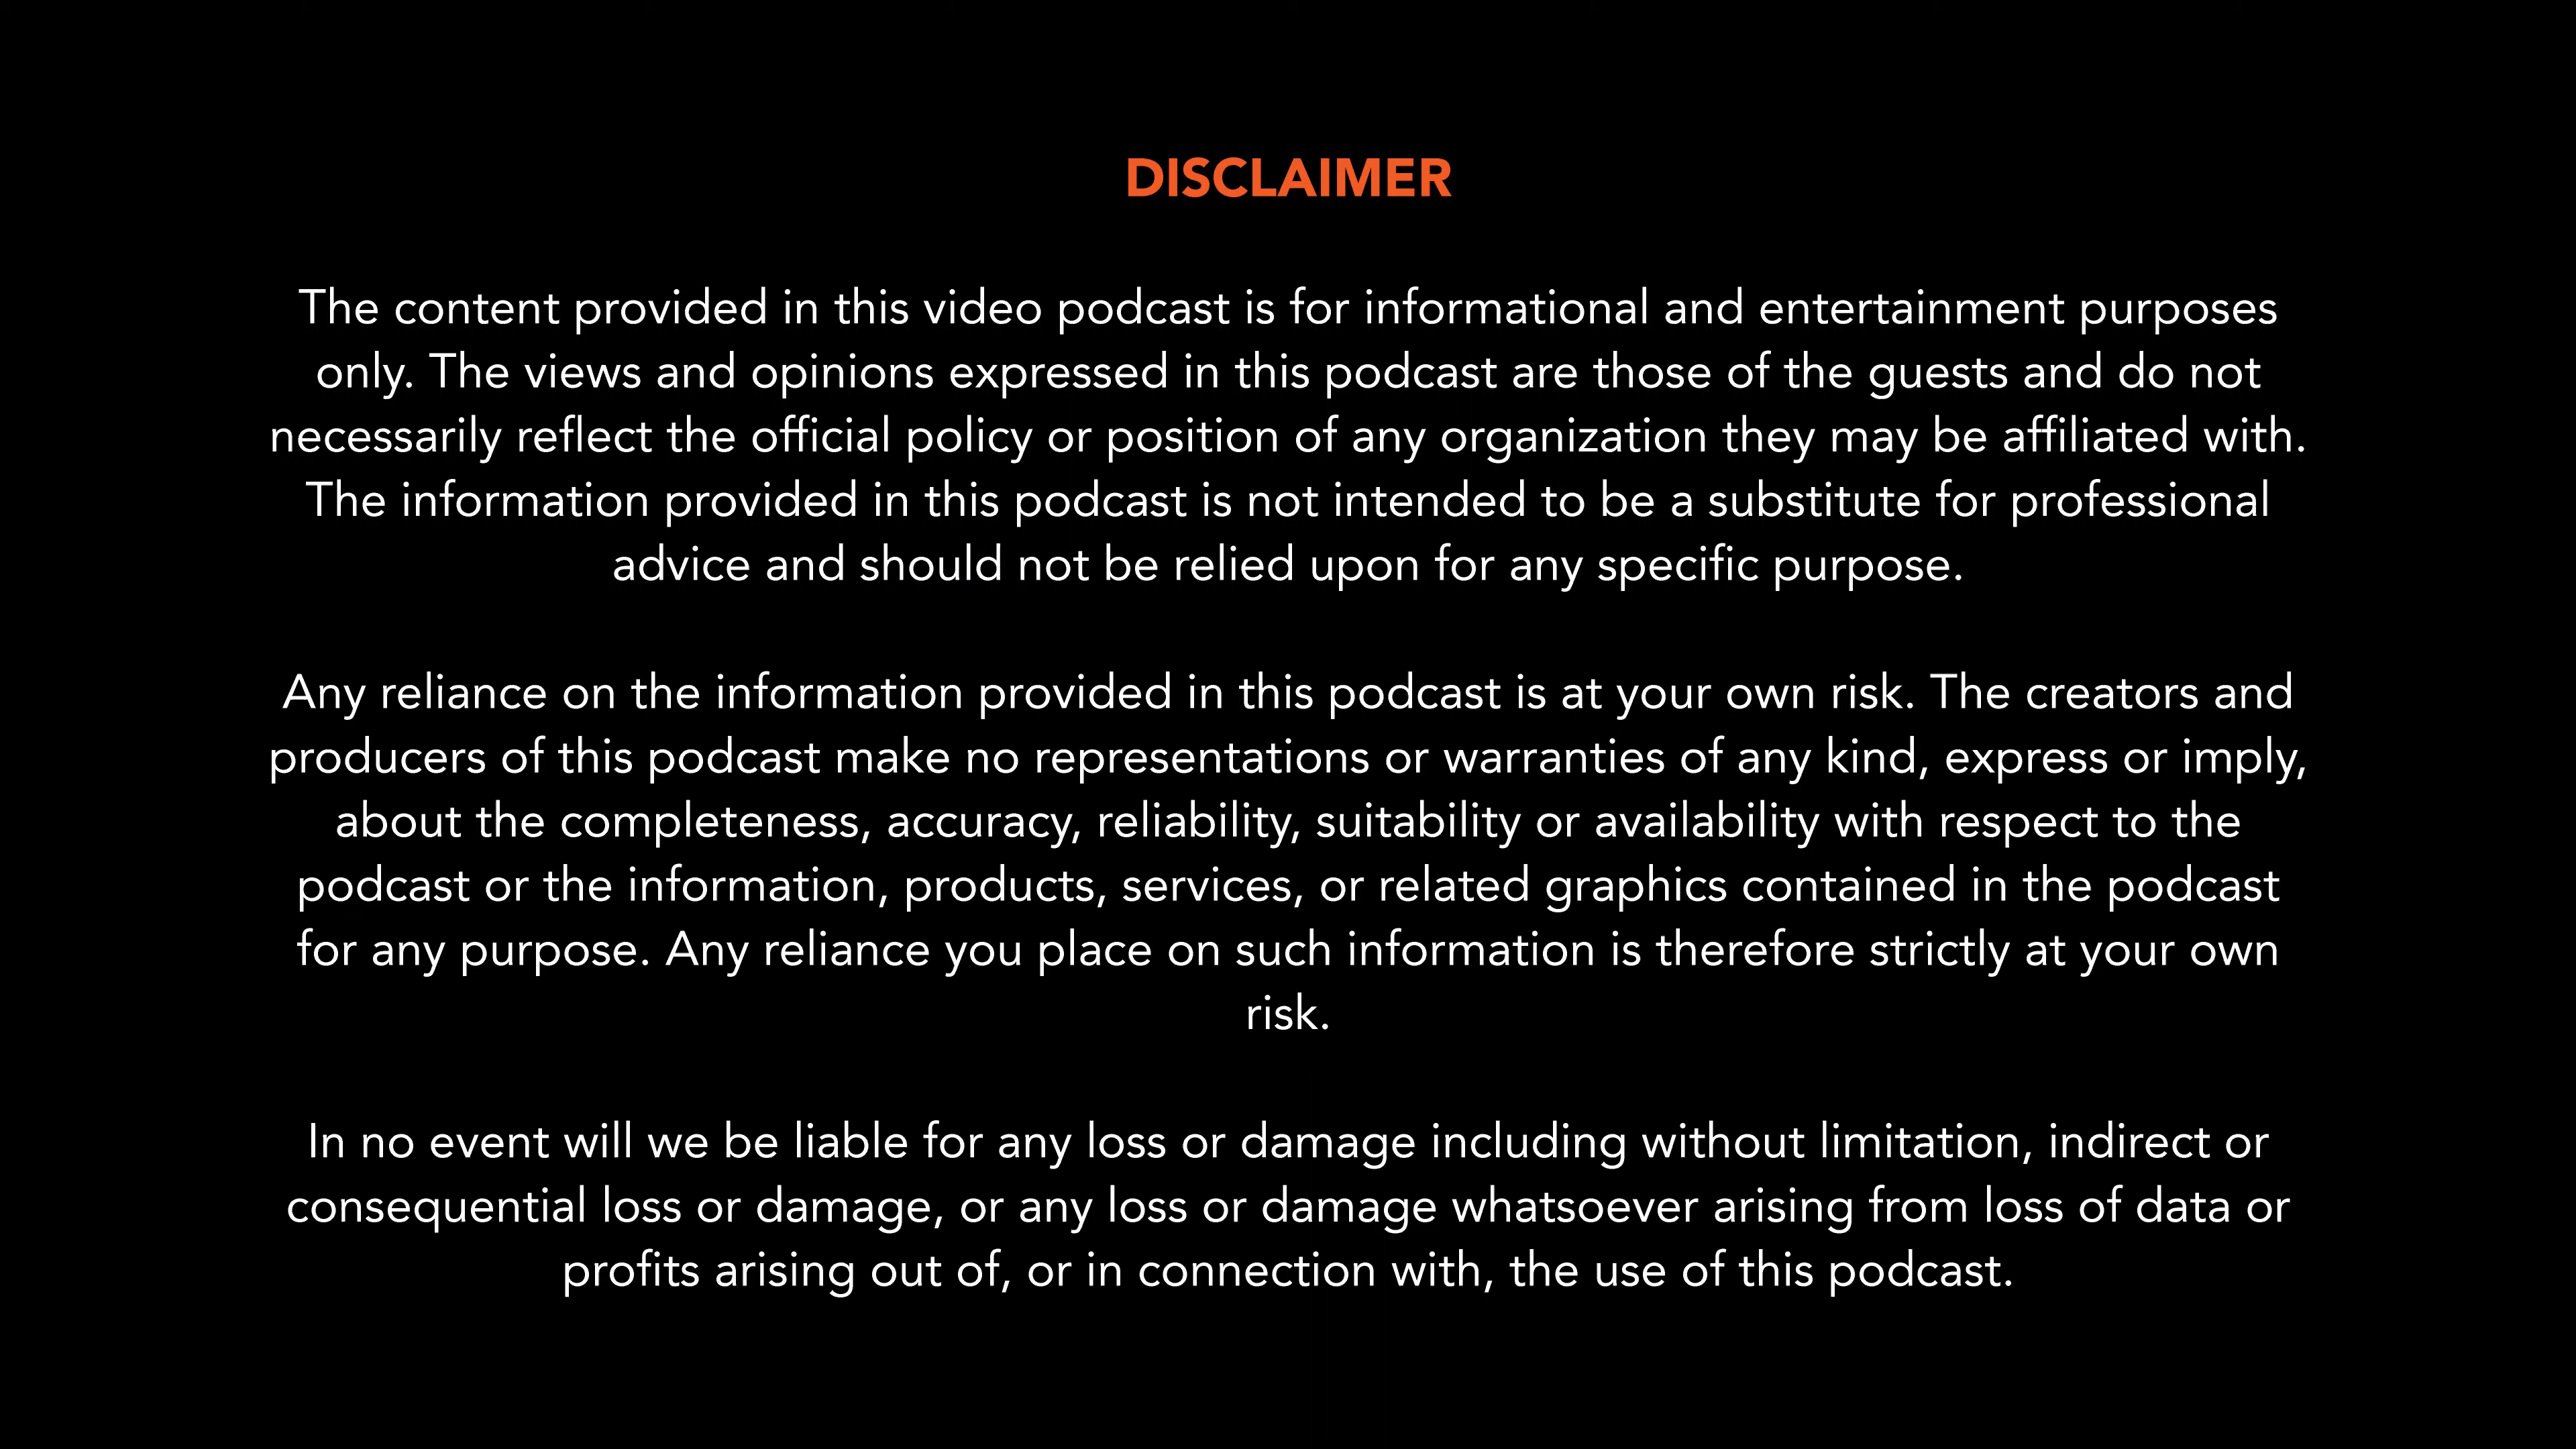 DISCLAIMER
The content provided in this video podcast is for informational and entertainment purposes
only. The views and opinions expressed in this podcast are those of the guests and do not
necessarily reflect the official policy or position of any organization they may be affiliated with.
The information provided in this podcast is not intended to be a substitute for professional
advice and should not be relied upon for any specific purpose.
Any reliance on the information provided in this podcast is at your own risk. The creators and
producers of this podcast make no representations or warranties of any kind, express or imply,
about the completeness, accuracy, reliability, suitability or availability with respect to the
podcast or the information, products, services, or related graphics contained in the podcast
for any purpose. Any reliance you place on such information is therefore strictly at your own
risk.
In no event will we be liable for any loss or damage including without limitation, indirect or
consequential loss or damage, or any loss or damage whatsoever arising from loss of data or
profits arising out of, or in connection with, the use of this podcast.